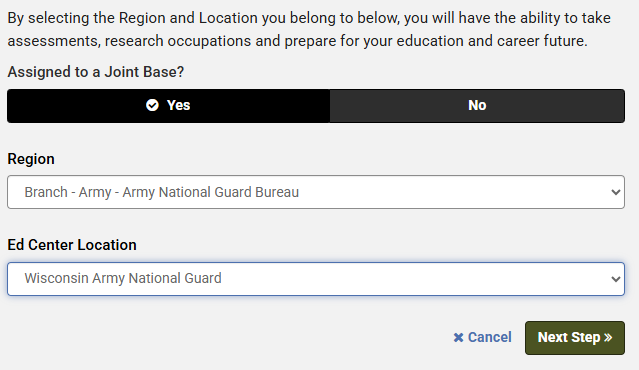 By selecting the Region and Location you belong to below, you will have the ability to take
assessments, research occupations and prepare for your education and career future.
Assigned to a Joint Base?
Yes No
Region
Branch - Army - Army National Guard Bureau
Ed Center Location
Wisconsin Army National Guard
Cancel Next Step »